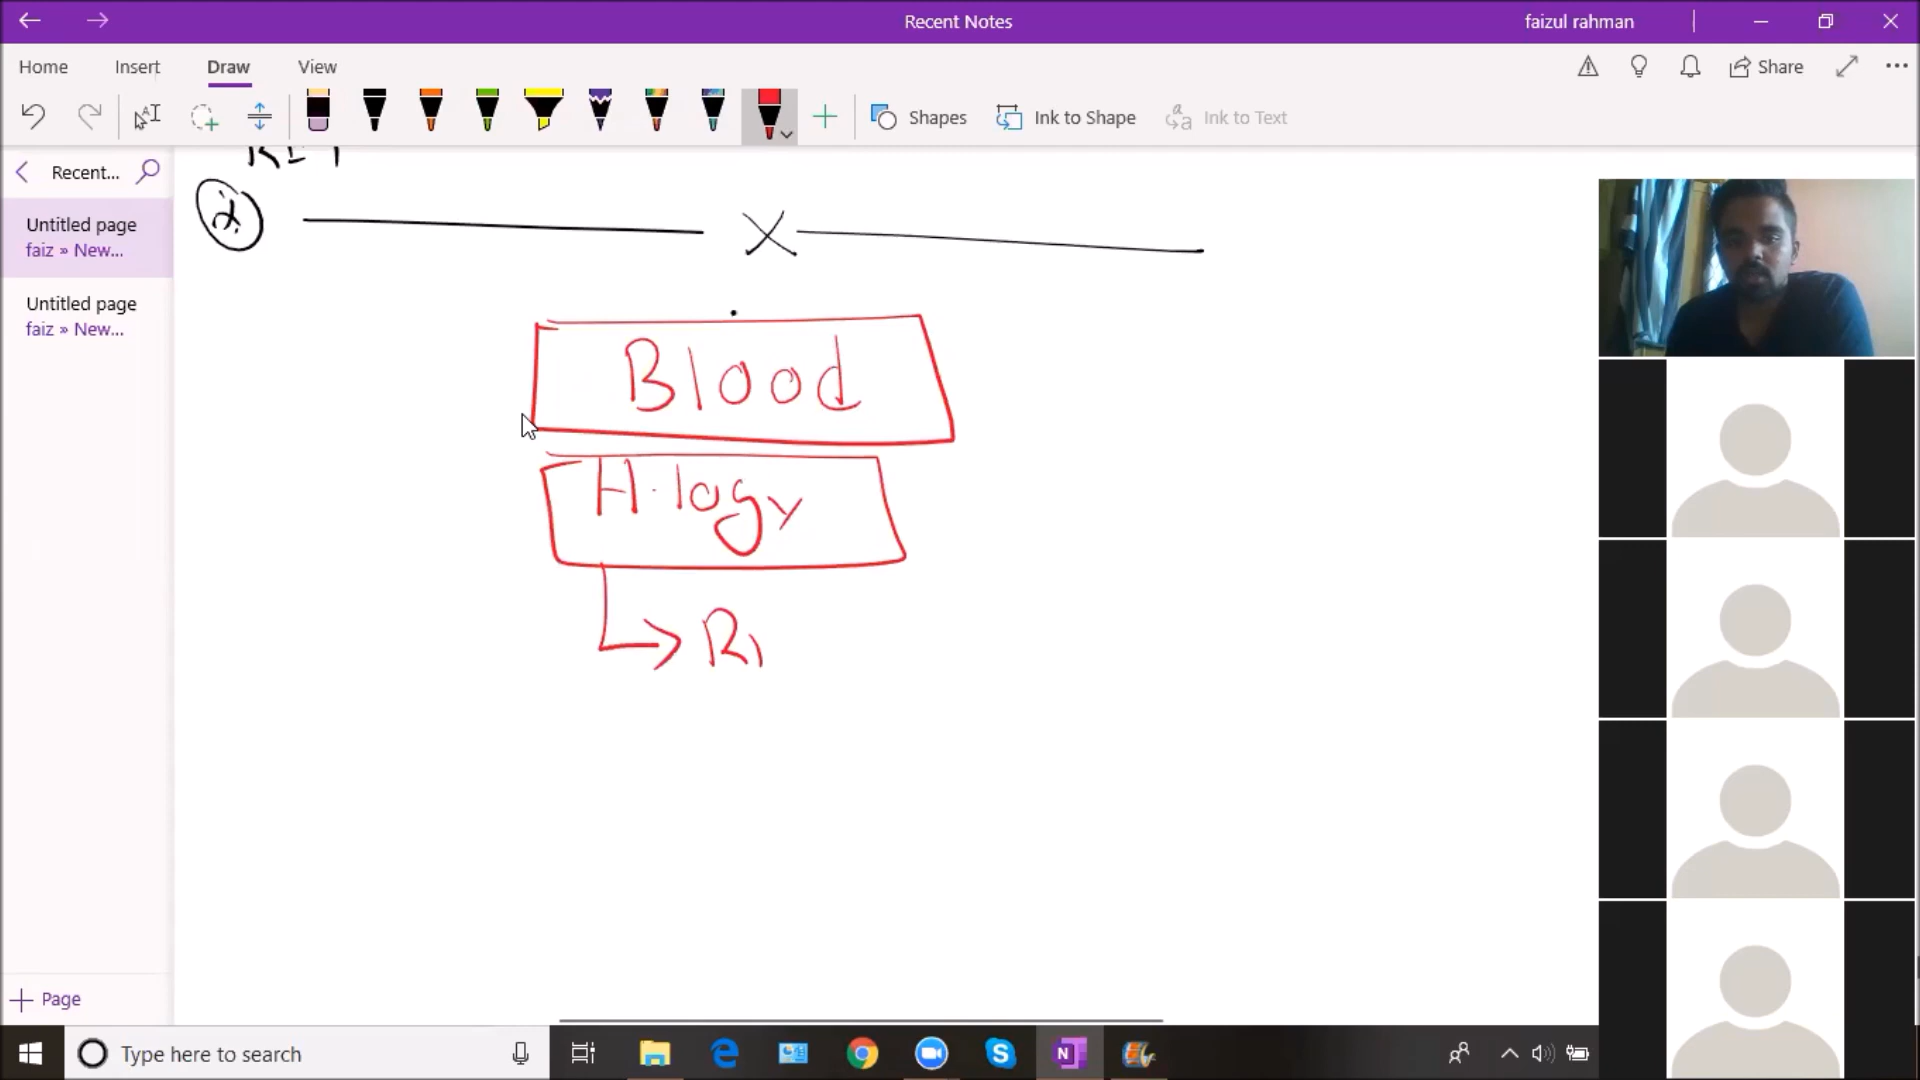 Recent Notes
faizul rahman
Home Insert Draw View
Share
Shapes Ink to Shape Ink to Text
Recent...
Untitled page
faiz » New...
Untitled page
faiz » New...
2.
X
Blood
H.logy
Page
Type here to search